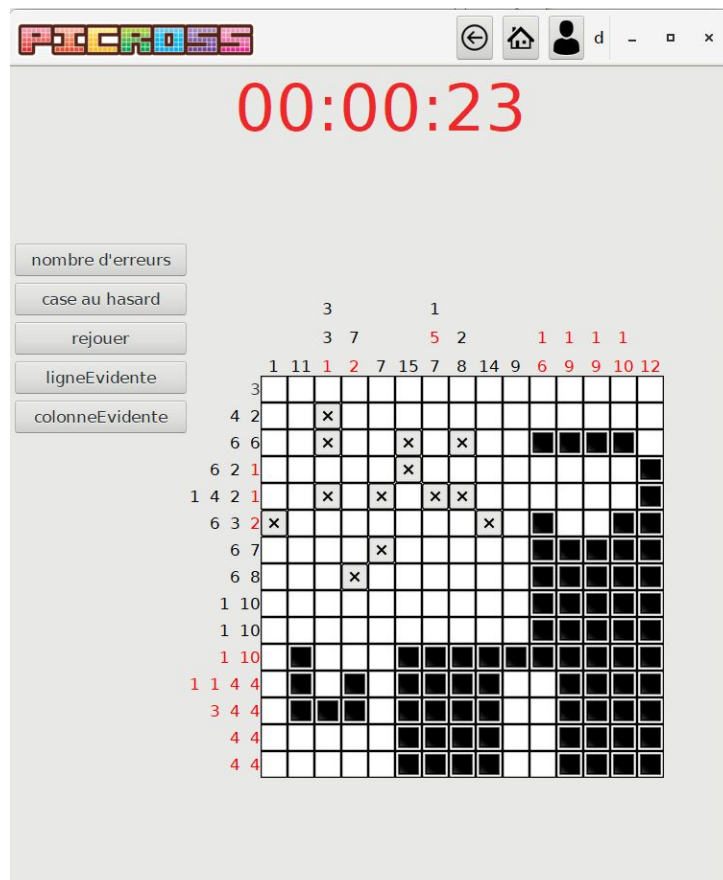 PICROSS
d
00:00:23
nombre d'erreurs
case au hasard
rejouer
ligneEvidente
colonneEvidente
3 1
3 7 5 2 1 1 1 1
1 11 1 2 7 15 7 8 14 9 6 9 9 10 12
3
4 2
6 6
6 2 1
1 4 2 1
6 3 2
6 7
6 8
1 10
1 10
1 10
1 1 4 4
3 4 4
4 4
4 4